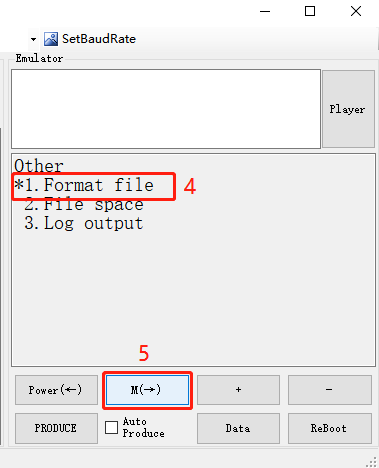 SetBaudRate
Emulator
Player
Other
*1.Format file
4
2.File space
3.Log output
5
Power(←)
M(→)
+
-
PRODUCE
Auto
Produce
Data
ReBoot